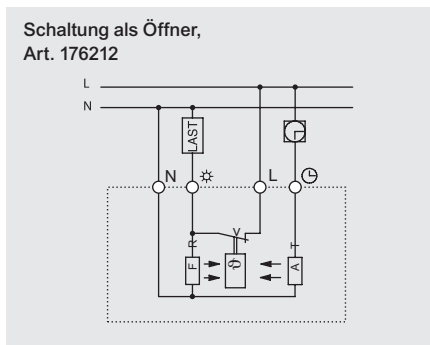 Schaltung als Öffner,
Art. 176212
L
N
LAST
N
L
V
R
T
F
ϑ
A